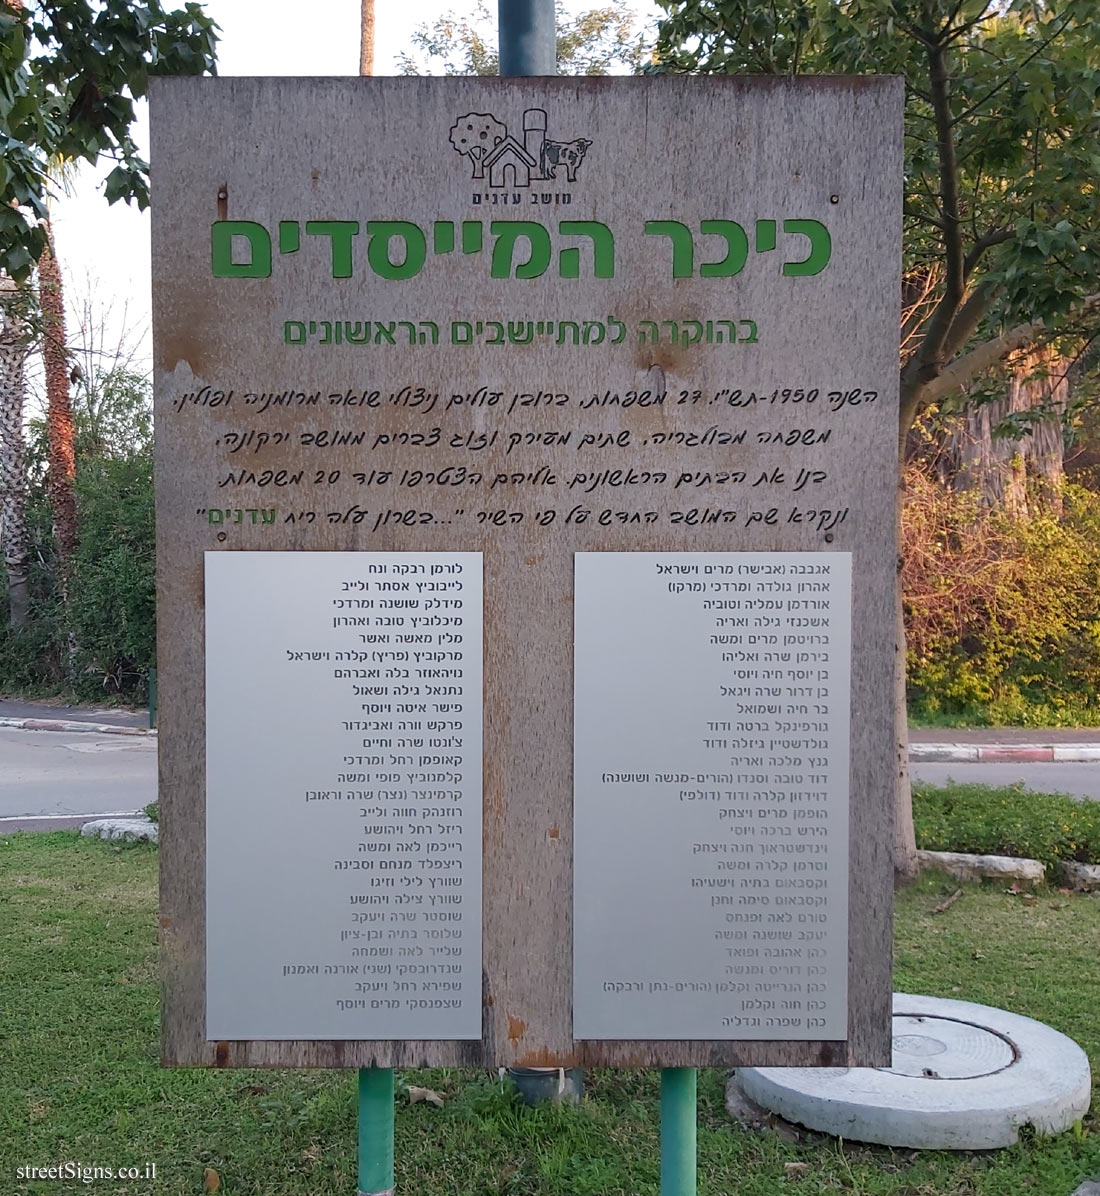 מושב עדנים
כיכר המייסדים
בהוקרה למתיישבים הראשונים
השנה 1950-תש"י. 27 משפחות, ברובן עולים ניצולי שואה מרומניה ופולין,
משפחה מבולגריה, שתים מעירק וזוג צברים ממושב ירקונה,
בנו את הבתים הראשונים. אליהם הצטרפו עוד 20 משפחות.
ונקרא שם המושב החדש על פי השיר "...בשרון עלה ריח עדנים"
אגבבה (אבישר) מרים וישראל
אהרון גולדה ומרדכי (מרקו)
אורדמן עמליה וטוביה
אשכנזי גילה ואריה
ברויטמן מרים ומשה
בירמן שרה ואליהו
בן יוסף חיה ויוסי
בן דרור שרה ויגאל
בר חיה ושמואל
גורפינקל ברטה ודוד
גולדשטיין גיזלה ודוד
גנץ מלכה ואריה
דוד טובה וסנדו (הורים-מנשה ושושנה)
דוידזון קלרה ודוד (דולפי)
הופמן מרים ויצחק
הירש ברכה ויוסי
וינדשטראוך חנה ויצחק
וסרמן קלרה ומשה
וקסבאום בתיה וישעיהו
וקסבאום סימה וחנן
טורם לאה ופנחס
יעקב שושנה ומשה
כהן אהובה ופואד
כהן דוריס ומנשה
כהן הנרייטה וקלמן (הורים-נתן ורבקה)
כהן חוה וקלמן
כהן שפרה וגדליה
לורמן רבקה ונח
לייבוביץ אסתר ולייב
מידלק שושנה ומרדכי
מיכלוביץ טובה ואהרון
מלין מאשה ואשר
מרקוביץ (פריץ) קלרה וישראל
נויהאוזר בלה ואברהם
נתנאל גילה ושאול
פישר איטה ויוסף
פרקש וורה ואביגדור
צ'ונטו שרה וחיים
קאופמן רחל ומרדכי
קלמנוביץ פופי ומשה
קרמינצר (נצר) שרה וראובן
רוזנהק חווה ולייב
ריזל רחל ויהושע
רייכמן לאה ומשה
ריצפלד מנחם וסבינה
שוורץ לילי וזיגו
שוורץ צילה ויהושע
שוסטר שרה ויעקב
שלוסר בתיה ובן-ציון
שלייר לאה ושמחה
שנדרובסקי (שני) אורנה ואמנון
שפירא רחל ויעקב
שצפנסקי מרים ויוסף
streetSigns.co.il